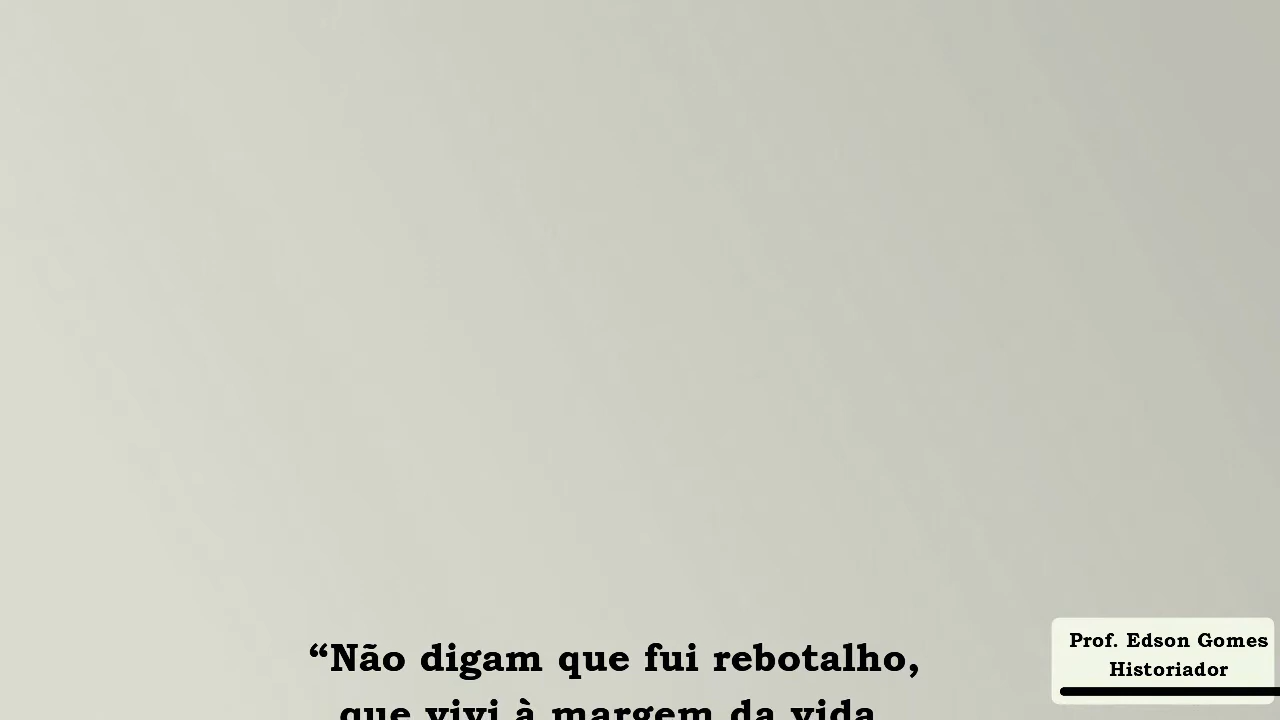 “Não digam que fui rebotalho,
que vivi à margem da vida
Prof. Edson Gomes
Historiador